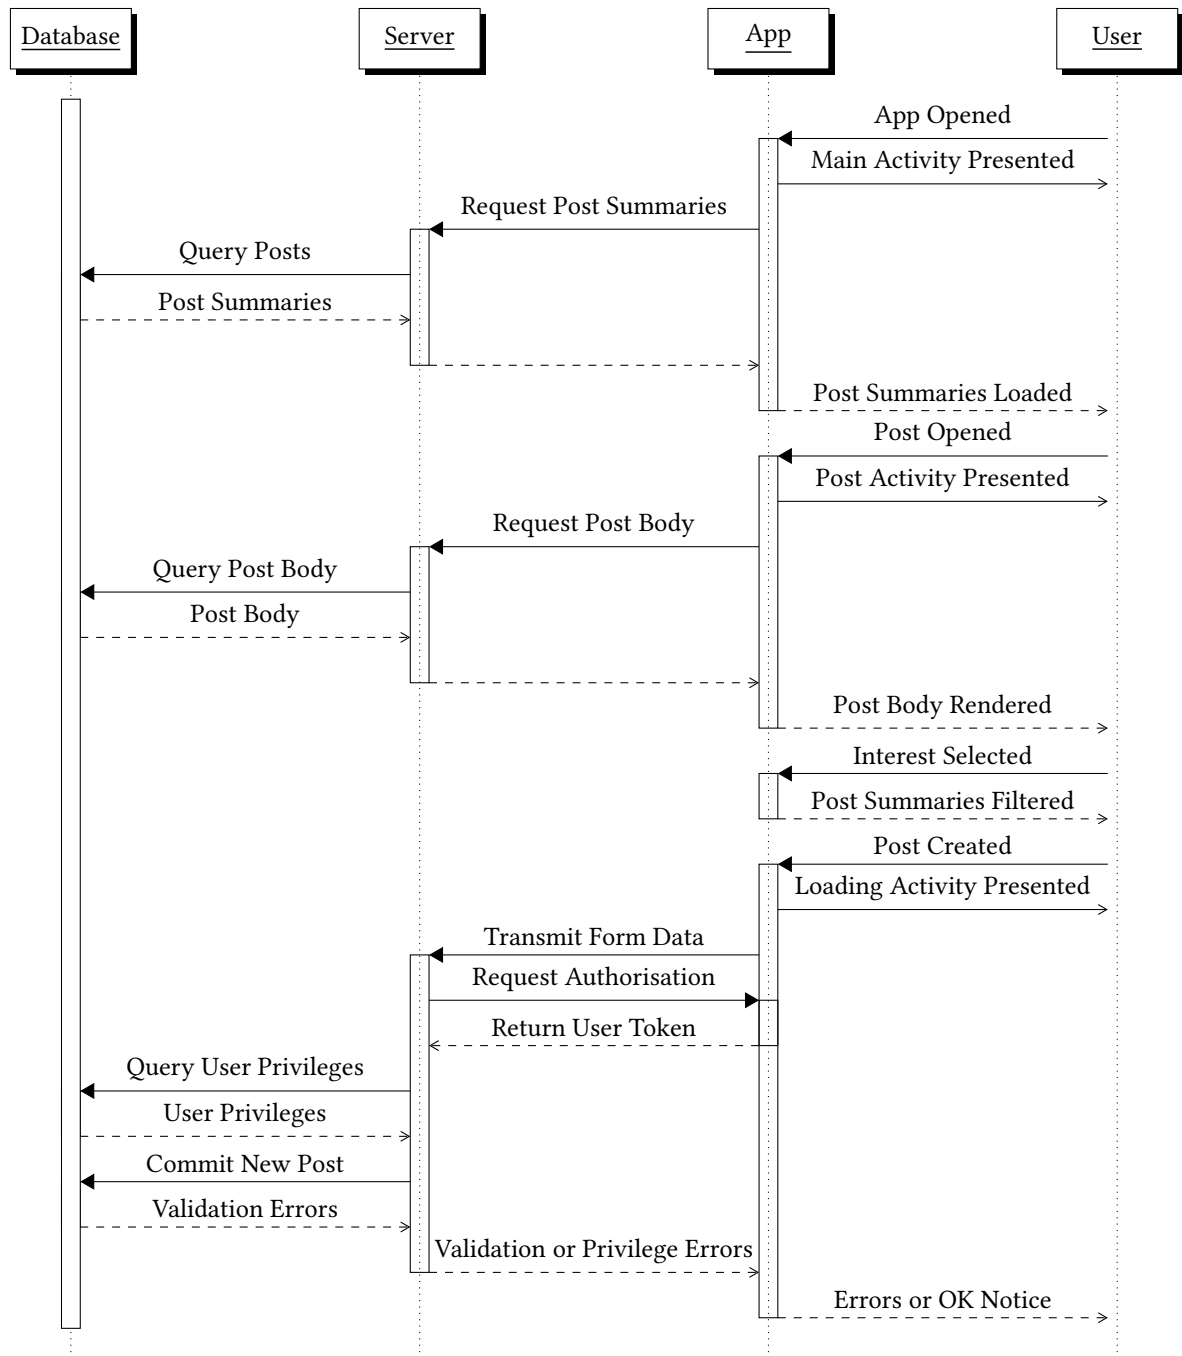 Database
Server
App
User
App Opened
Main Activity Presented
Request Post Summaries
Query Posts
Post Summaries
Post Summaries Loaded
Post Opened
Post Activity Presented
Request Post Body
Query Post Body
Post Body
Post Body Rendered
Interest Selected
Post Summaries Filtered
Post Created
Loading Activity Presented
Transmit Form Data
Request Authorisation
Return User Token
Query User Privileges
User Privileges
Commit New Post
Validation Errors
Validation or Privilege Errors
Errors or OK Notice